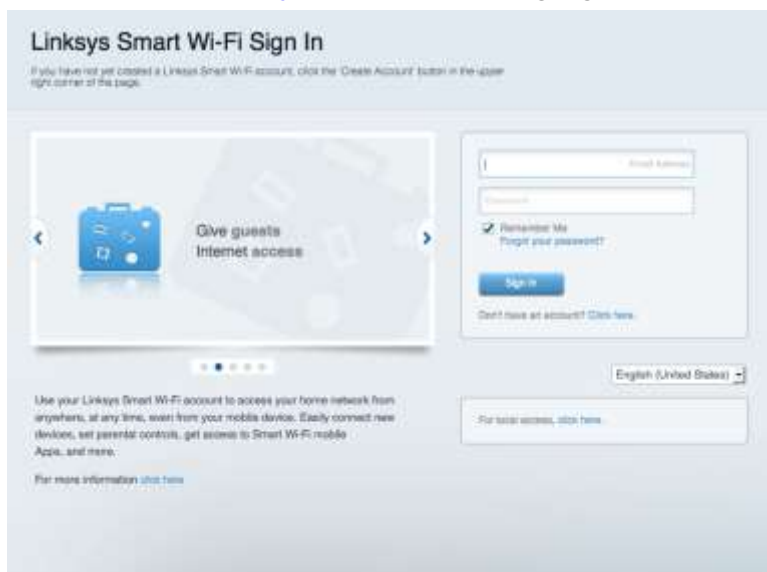 Linksys Smart Wi-Fi Sign In
If you have not yet created a Linksys Smart Wi-Fi account, click the 'Create Account' button in the upper
right corner of the page.
Give guests
Internet access
Email Address
Password
Remember Me
Forgot your password?
Sign In
Don't have an account? Click here.
English (United States)
Use your Linksys Smart Wi-Fi account to access your home network from
anywhere, at any time, even from your mobile device. Easily connect new
devices, set parental controls, get access to Smart Wi-Fi mobile
Apps, and more.
For local access, click here.
For more information click here